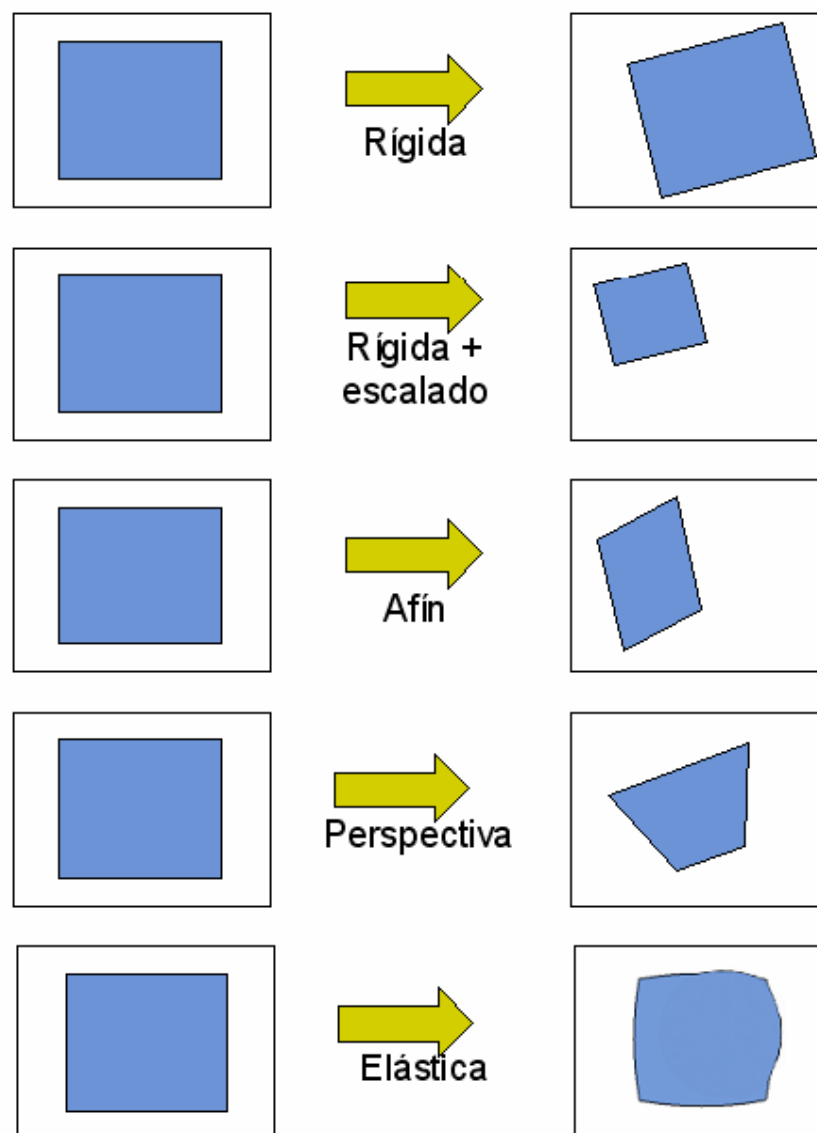 Rígida
Rígida +
escalado
Afín
Perspectiva
Elástica